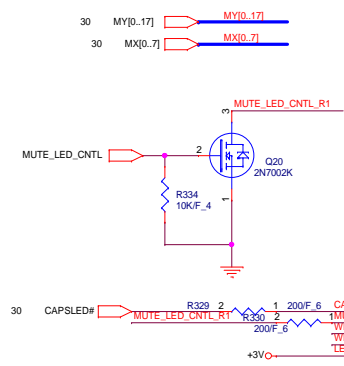 30 MY[0..17] MY[0..17]
30 MX[0..7] MX[0..7]
MUTE_LED_CNTL_R1
3
MUTE_LED_CNTL 2
Q20
2N7002K
R334
10K/F_4
1
30 CAPSLED# R329 2 1 200/F_6
MUTE_LED_CNTL_R1 R330 2 1
200/F_6
+3V